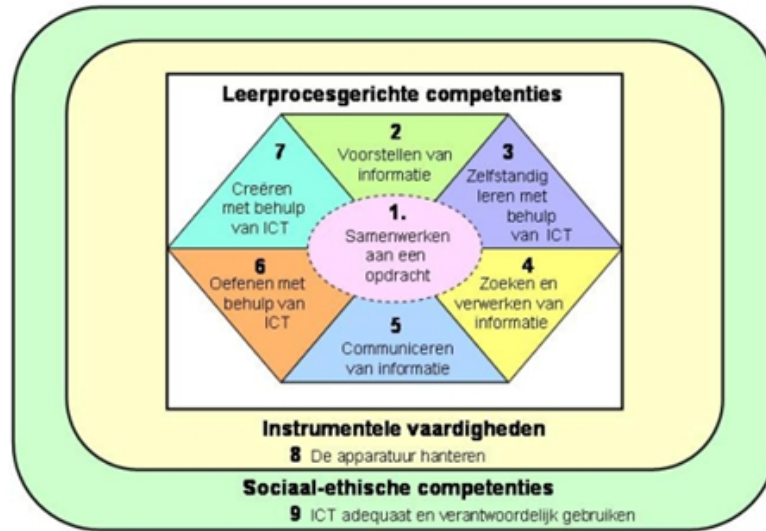 Leerprocesgerichte competenties
2
Voorstellen van
informatie
3
Zelfstandig
leren met
behulp
van ICT
7
Creëren
met behulp
van ICT
1.
Samenwerken
aan een
opdracht
6
Oefenen met
behulp van
ICT
4
Zoeken en
verwerken van
informatie
5
Communiceren
van informatie
Instrumentele vaardigheden
8 De apparatuur hanteren
Sociaal-ethische competenties
9 ICT adequaat en verantwoordelijk gebruiken